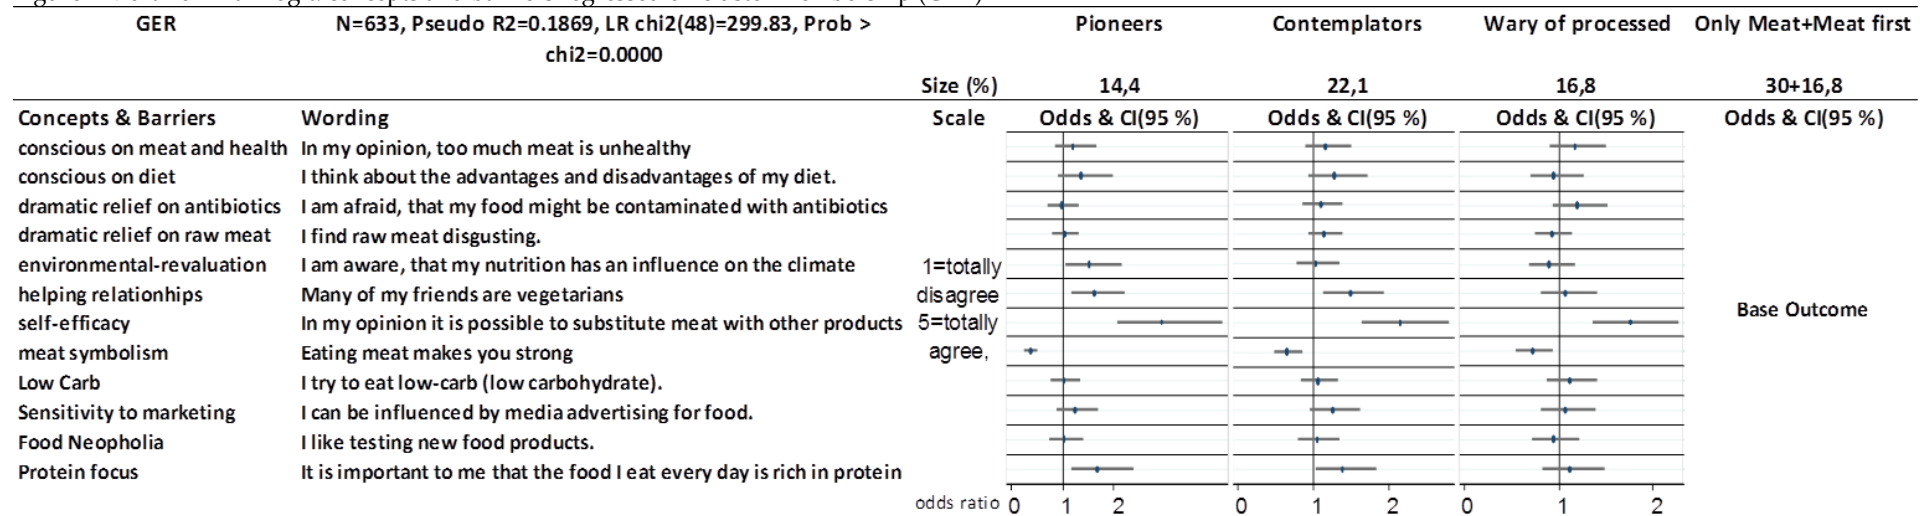 GER N=633, Pseudo R2=0.1869, LR chi2(48)=299.83, Prob > Pioneers Contemplators Wary of processed Only Meat+Meat first
chi2=0.0000
Size (%) 14,4 22,1 16,8 30+16,8
Concepts & Barriers Wording Scale Odds & CI(95 %) Odds & CI(95 %) Odds & CI(95 %) Odds & CI(95 %)
conscious on meat and health In my opinion, too much meat is unhealthy
conscious on diet I think about the advantages and disadvantages of my diet.
dramatic relief on antibiotics I am afraid, that my food might be contaminated with antibiotics
dramatic relief on raw meat I find raw meat disgusting.
environmental-revaluation I am aware, that my nutrition has an influence on the climate 1=totally
helping relationhips Many of my friends are vegetarians disagree
Base Outcome
self-efficacy In my opinion it is possible to substitute meat with other products 5=totally
meat symbolism Eating meat makes you strong agree,
Low Carb I try to eat low-carb (low carbohydrate).
Sensitivity to marketing I can be influenced by media advertising for food.
Food Neopholia I like testing new food products.
Protein focus It is important to me that the food I eat every day is rich in protein
odds ratio 0 1 2 0 1 2 0 1 2